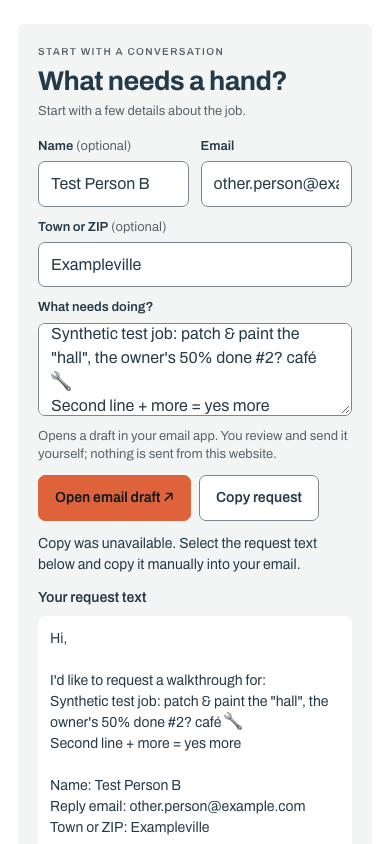 START WITH A CONVERSATION
What needs a hand?
Start with a few details about the job.
Name (optional)
Email
Test Person B
other.person@exa
Town or ZIP (optional)
Exampleville
What needs doing?
Synthetic test job: patch & paint the
"hall", the owner's 50% done #2? café
🔧
Second line + more = yes more
Opens a draft in your email app. You review and send it
yourself; nothing is sent from this website.
Open email draft ↗
Copy request
Copy was unavailable. Select the request text
below and copy it manually into your email.
Your request text
Hi,
I'd like to request a walkthrough for:
Synthetic test job: patch & paint the "hall", the
owner's 50% done #2? café 🔧
Second line + more = yes more
Name: Test Person B
Reply email: other.person@example.com
Town or ZIP: Exampleville